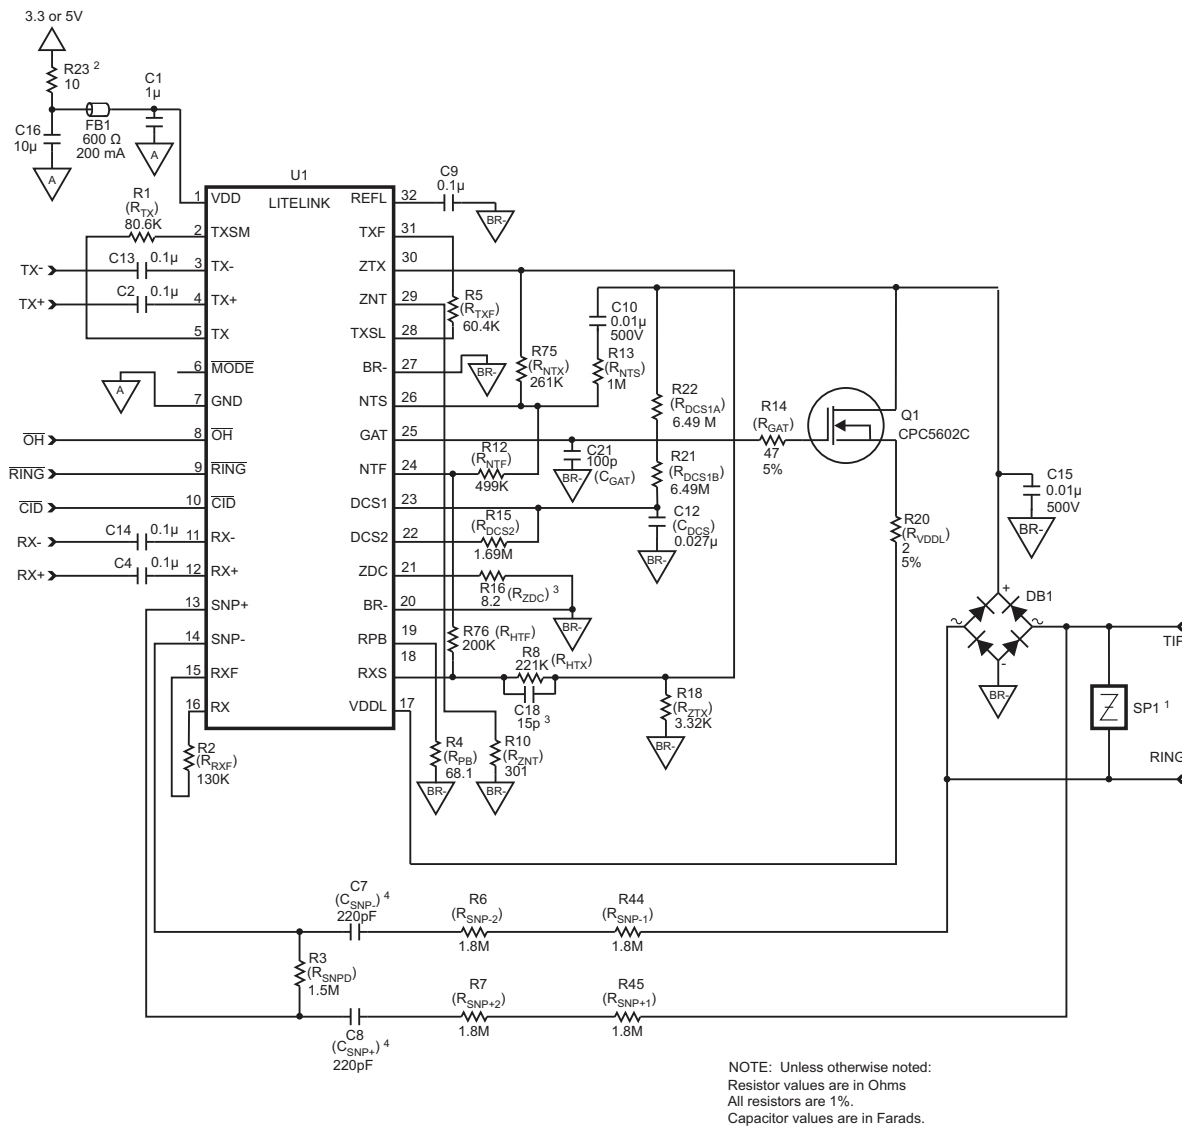 3.3 or 5V
R23 2
10
C1
1µ
C16
10µ
FB1
600 Ω
200 mA
A
A
U1
LITELINK
C9
0.1µ
BR-
R1
(RTX)
80.6K
1 VDD
2 TXSM
3 TX-
4 TX+
5 TX
6 MODE
7 GND
8 OH
9 RING
10 CID
11 RX-
12 RX+
13 SNP+
14 SNP-
15 RXF
16 RX
REFL 32
TXF 31
ZTX 30
ZNT 29
TXSL 28
BR- 27
NTS 26
GAT 25
NTF 24
DCS1 23
DCS2 22
ZDC 21
BR- 20
RPB 19
RXS 18
VDDL 17
TX-
C13 0.1µ
TX+
C2 0.1µ
A
OH
RING
CID
RX-
C14 0.1µ
RX+
C4 0.1µ
R2
(RRXF)
130K
R5
(RTXF)
60.4K
BR-
R75
(RNTX)
261K
C10
0.01µ
500V
R13
(RNTS)
1M
R22
(RDCS1A)
6.49 M
R21
(RDCS1B)
6.49M
R14
(RGAT)
47
5%
Q1
CPC5602C
C21
100p
(CGAT)
BR-
R12
(RNTF)
499K
R15
(RDCS2)
1.69M
C12
(CDCS)
0.027µ
BR-
R16
8.2 (RZDC) 3
BR-
R76 (RHTF)
200K
R8
221K (RHTX)
C18
15p 3
R18
(RZTX)
3.32K
BR-
R4
(RPB)
68.1
BR-
R10
(RZNT)
301
BR-
R20
(RVDDL)
2
5%
C15
0.01µ
500V
BR-
DB1
+
~
~
-
BR-
TIP
SP1 1
RING
C7
(CSNP-) 4
220pF
R6
(RSNP-2)
1.8M
R44
(RSNP-1)
1.8M
R3
(RSNPD)
1.5M
R7
(RSNP+2)
1.8M
R45
(RSNP+1)
1.8M
C8
(CSNP+) 4
220pF
NOTE: Unless otherwise noted:
Resistor values are in Ohms
All resistors are 1%.
Capacitor values are in Farads.